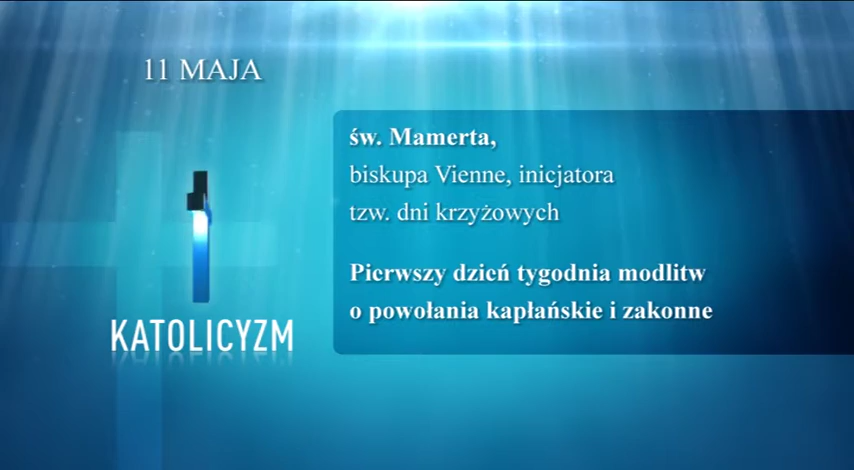 11 MAJA
KATOLICYZM
św. Mamerta,
biskupa Vienne, inicjatora
tzw. dni krzyżowych
Pierwszy dzień tygodnia modlitw
o powołania kapłańskie i zakonne